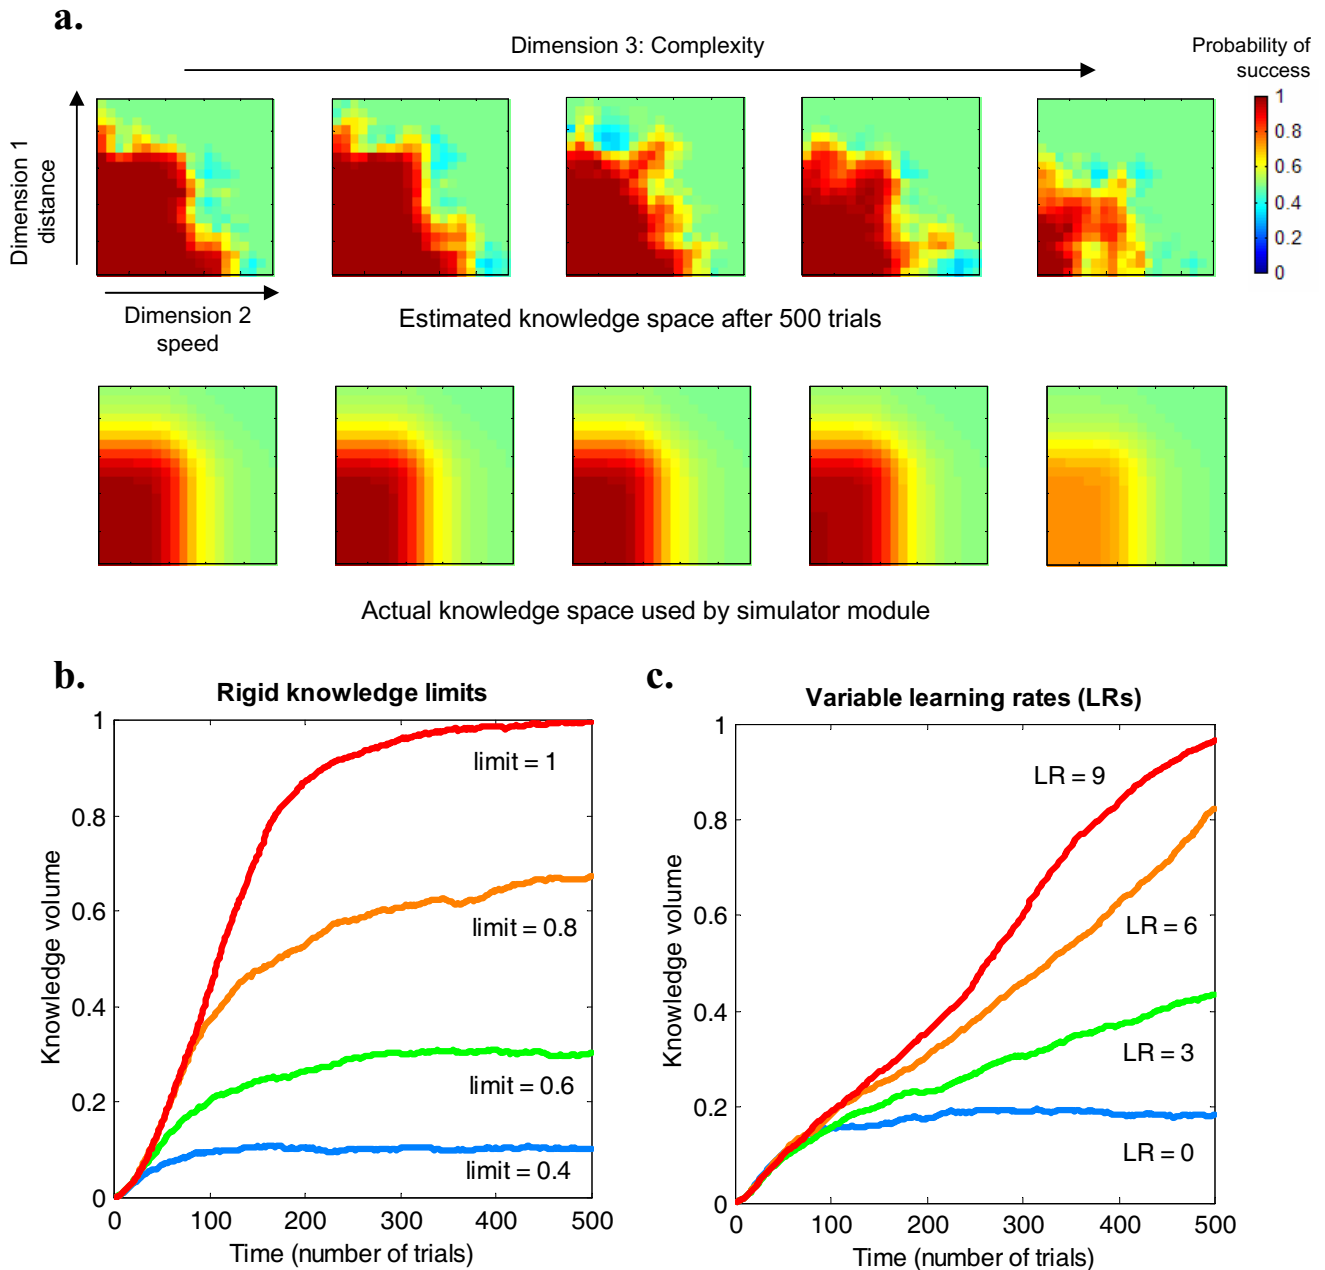 a.
Dimension 3: Complexity
Probability of
success
1
0.8
0.6
0.4
0.2
0
Dimension 1
distance
Dimension 2
speed
Estimated knowledge space after 500 trials
Actual knowledge space used by simulator module
b.
Rigid knowledge limits
1
0.8
0.6
0.4
0.2
0
Knowledge volume
limit = 1
limit = 0.8
limit = 0.6
limit = 0.4
0 100 200 300 400 500
Time (number of trials)
c.
Variable learning rates (LRs)
1
0.8
0.6
0.4
0.2
0
Knowledge volume
LR = 9
LR = 6
LR = 3
LR = 0
0 100 200 300 400 500
Time (number of trials)